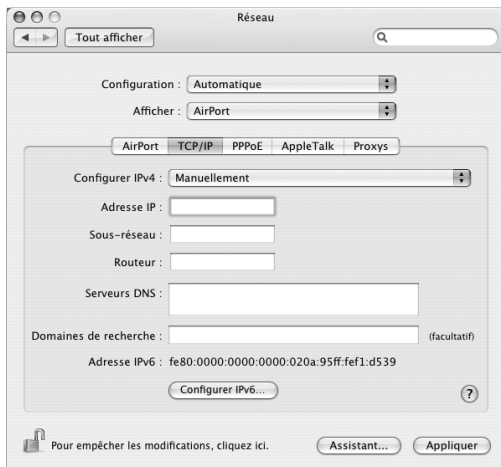 Réseau
Tout afficher
Configuration : Automatique
Afficher : AirPort
AirPort TCP/IP PPPoE AppleTalk Proxys
Configurer IPv4 : Manuellement
Adresse IP :
Sous-réseau :
Routeur :
Serveurs DNS :
Domaines de recherche : (facultatif)
Adresse IPv6 : fe80:0000:0000:0000:020a:95ff:fef1:d539
Configurer IPv6... ?
Pour empêcher les modifications, cliquez ici. Assistant... Appliquer